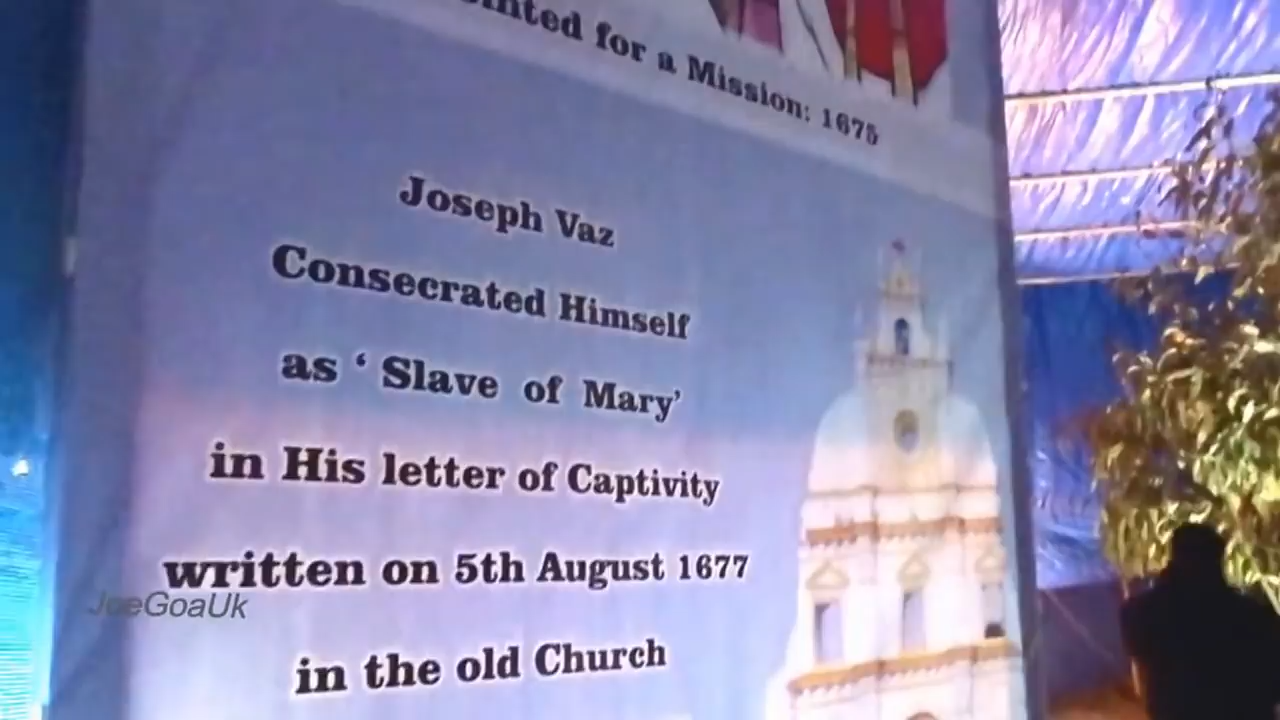 for a Mission: 1675
Joseph Vaz
Consecrated Himself
as ‘ Slave of Mary’
in His letter of Captivity
written on 5th August 1677
JoeGoaUk
in the old Church